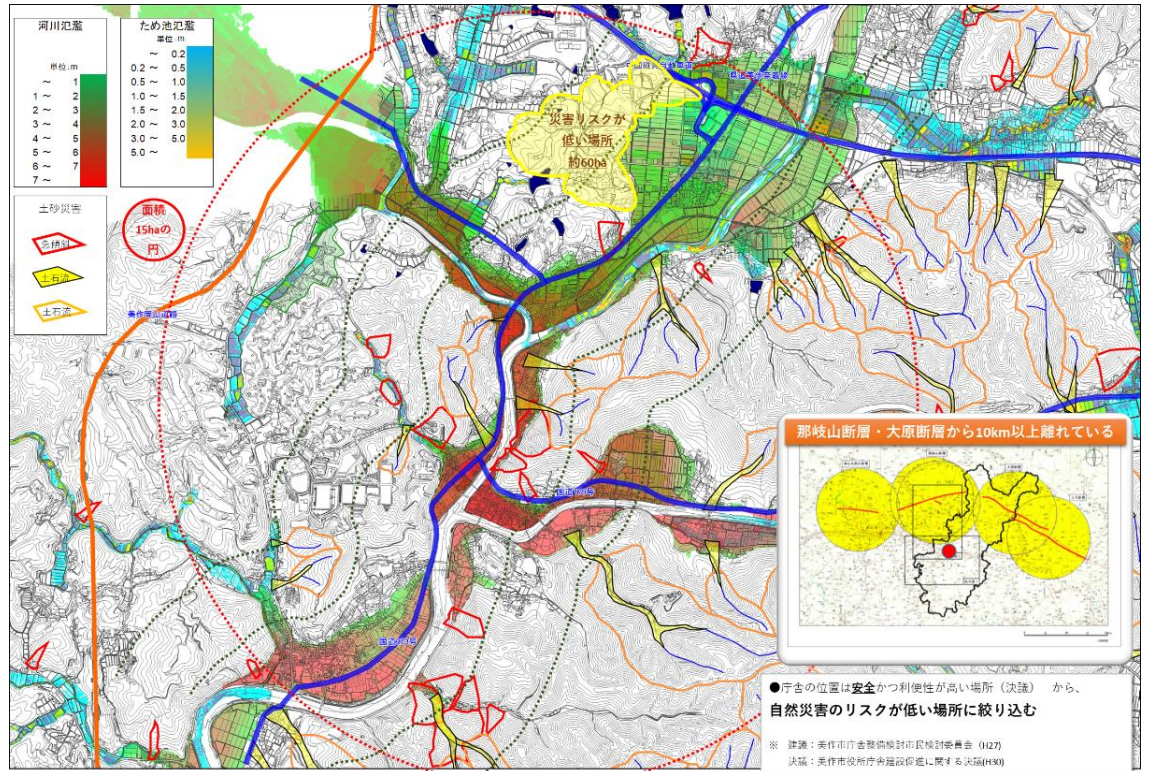 河川氾濫
単位:m
～ 1
1～ 2
2～ 3
3～ 4
4～ 5
5～ 6
6～ 7
7～
ため池氾濫
単位:m
～ 0.2
0.2～ 0.5
0.5～ 1.0
1.0～ 1.5
1.5～ 2.0
2.0～ 3.0
3.0～ 5.0
5.0～
土砂災害
急傾斜
土石流
土石流
面積
15haの
円
災害リスクが
低い場所
約60ha
美作岡山道路
那岐山断層・大原断層から10km以上離れている
●庁舎の位置は安全かつ利便性が高い場所（決議）　から、
自然災害のリスクが低い場所に絞り込む
※　建議：美作市庁舎整備検討市民検討委員会（H27)
決議：美作市役所庁舎建設促進に関する決議(H30)